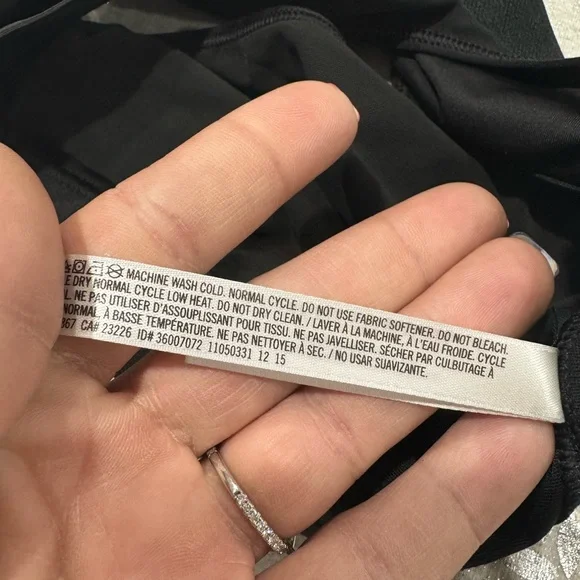 MACHINE WASH COLD. NORMAL CYCLE. DO NOT USE FABRIC SOFTENER. DO NOT BLEACH.
E DRY NORMAL CYCLE LOW HEAT. DO NOT DRY CLEAN. / LAVER À LA MACHINE, À L'EAU FROIDE. CYCLE
L. NE PAS UTILISER D'ASSOUPLISSANT POUR TISSU. NE PAS JAVELLISER. SÉCHER PAR CULBUTAGE À
NORMAL, À BASSE TEMPÉRATURE. NE PAS NETTOYER À SEC. / NO USAR SUAVIZANTE.
367 CA# 23226 ID# 36007072 11050331 12 15